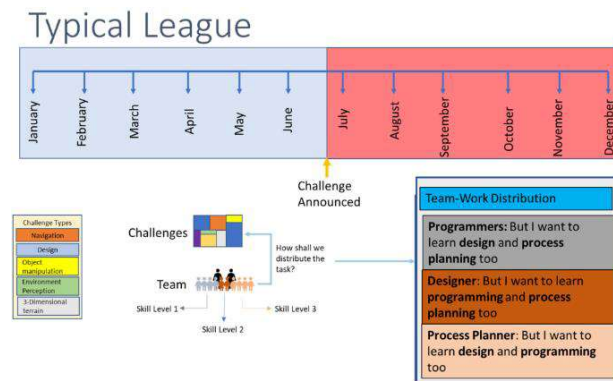 Typical League
January
February
March
April
May
June
July
August
September
October
November
December
Challenge
Announced
Challenge Types
Navigation
Design
Object
manipulation
Environment
Perception
3-Dimensional
terrain
Challenges
Team
How shall we
distribute the
task?
Skill Level 1
Skill Level 2
Skill Level 3
Team-Work Distribution
Programmers: But I want to
learn design and process
planning too
Designer: But I want to learn
programming and process
planning too
Process Planner: But I want to
learn design and programming
too